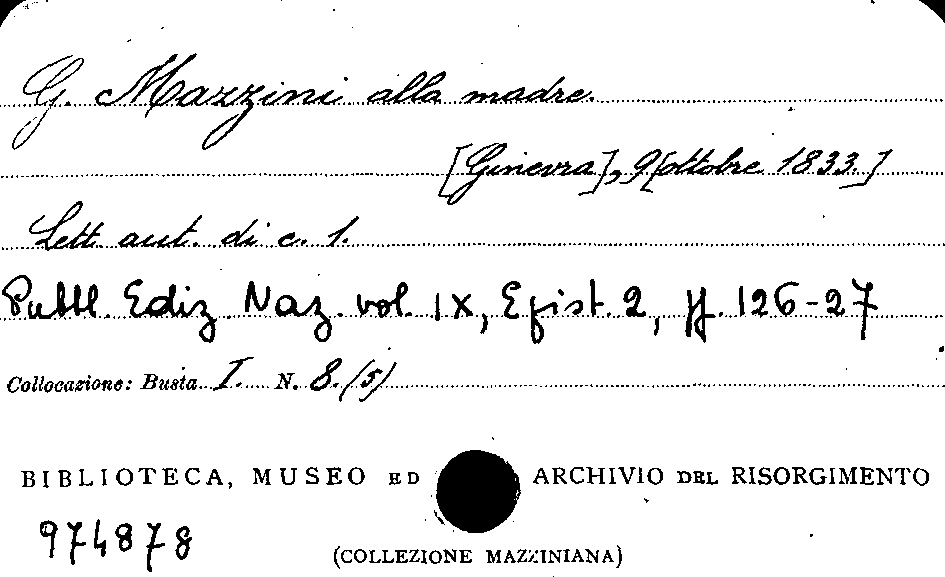 G. Mazzini alla madre.
[Ginevra], 9 [ottobre 1833.]
Lett. aut. di c. 1.
Pubbl. Ediz. Naz. vol. IX, Epist. 2, pp. 126-27
Collocazione: Busta I. N. 8. (5)
BIBLIOTECA, MUSEO ED ARCHIVIO DEL RISORGIMENTO
974878
(COLLEZIONE MAZZINIANA)